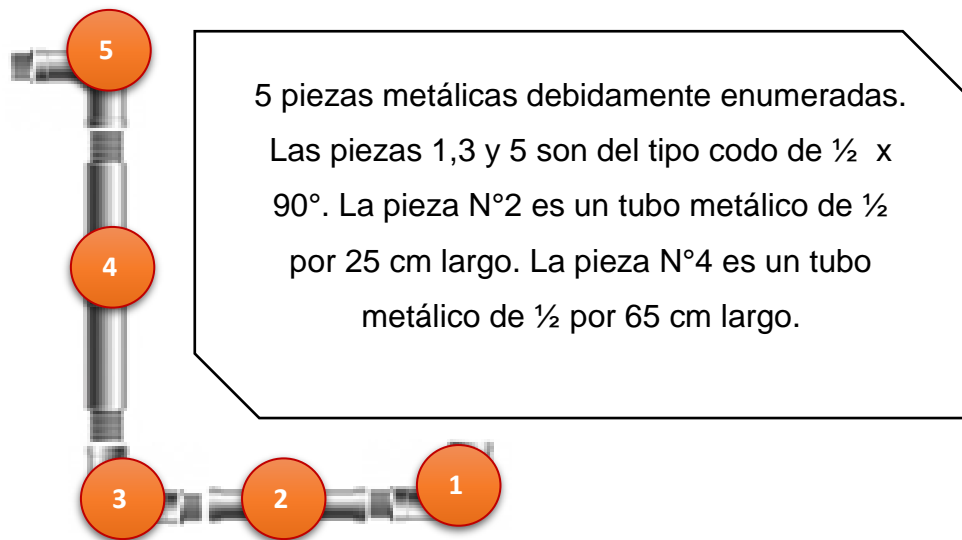 5
5 piezas metálicas debidamente enumeradas.
Las piezas 1,3 y 5 son del tipo codo de ½ x
90°. La pieza N°2 es un tubo metálico de ½
por 25 cm largo. La pieza N°4 es un tubo
metálico de ½ por 65 cm largo.
4
3
2
1